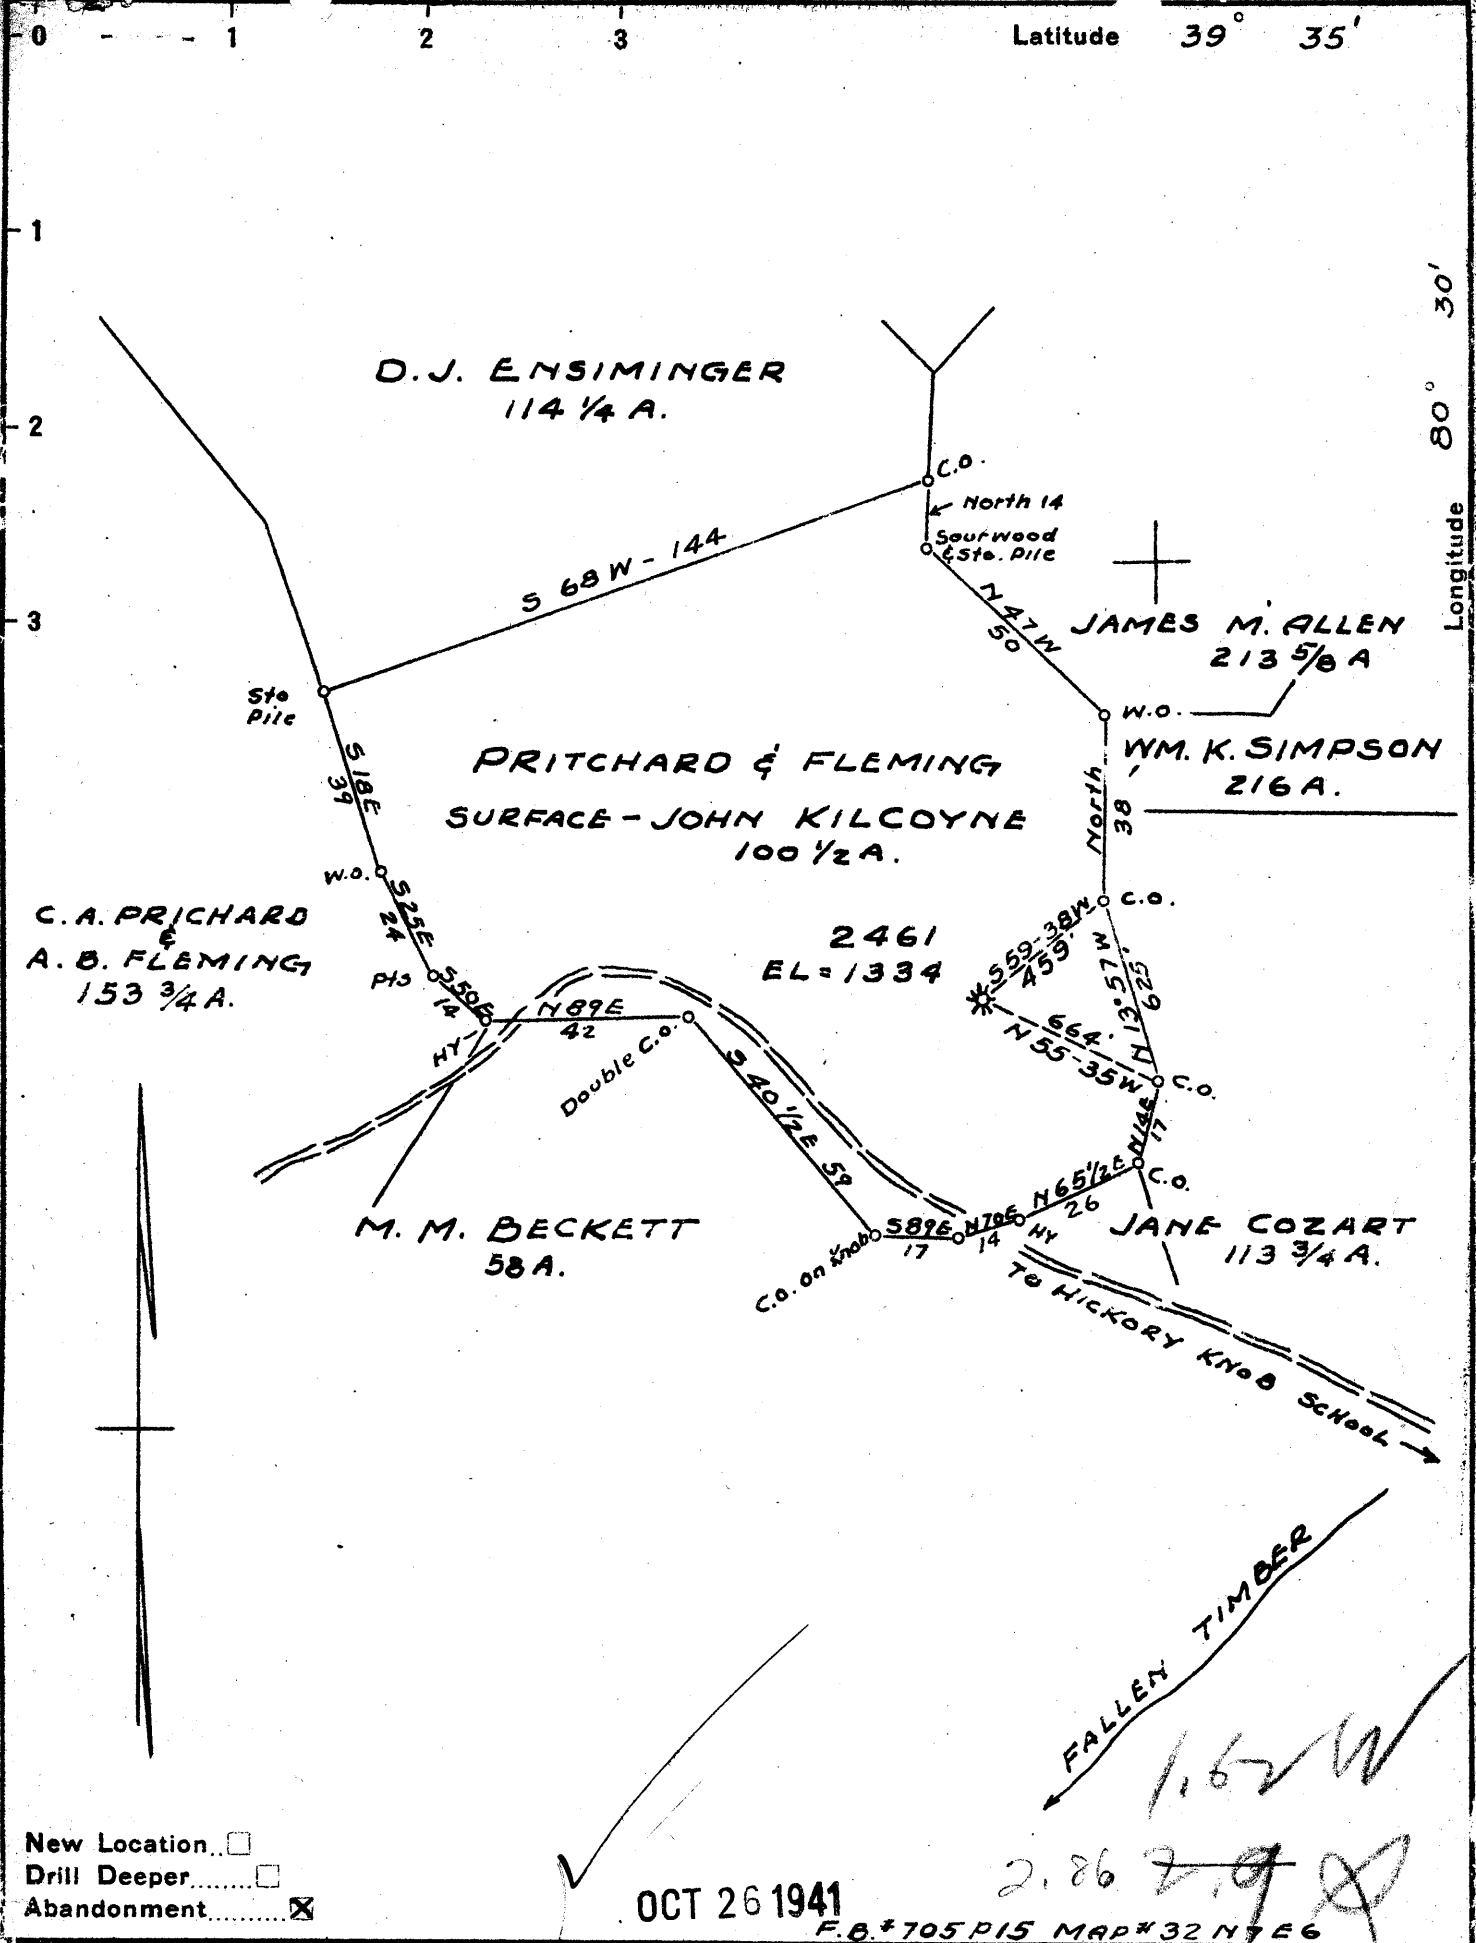 0 1 2 3 Latitude 39° 35'
1
2
3
Longitude 80° 30'
D.J. ENSIMINGER
114 1/4 A.
C.O.
North 14
Sourwood
& Sto. Pile
S 68 W - 144
N 47 W
50
JAMES M. ALLEN
213 5/8 A
Sto
Pile
W.O.
S 18 E
39
PRITCHARD & FLEMING
SURFACE - JOHN KILCOYNE
100 1/2 A.
WM. K. SIMPSON
216 A.
North
38
W.O.
C.O.
S 25 E
24
C. A. PRICHARD
&
A. B. FLEMING
153 3/4 A.
2461
EL = 1334
S 59-38 W
459'
N 13° 57' W
625'
Pts
S 50 E
14
HY
N 89 E
42
Double C.O.
664'
N 55-35 W
C.O.
S 40 1/2 E 59
N 14 E
17
C.O.
N 65 1/2 E
26
M. M. BECKETT
58 A.
C.O. on Knob
S 89 E
17
N 70 E
14
HY
JANE COZART
113 3/4 A.
TO HICKORY KNOB SCHOOL
FALLEN TIMBER
1.62 W
New Location..
Drill Deeper........
Abandonment..........
OCT 26 1941
2.86 2.9
F.B. # 705 P15 MAP # 32 N 7 E 6